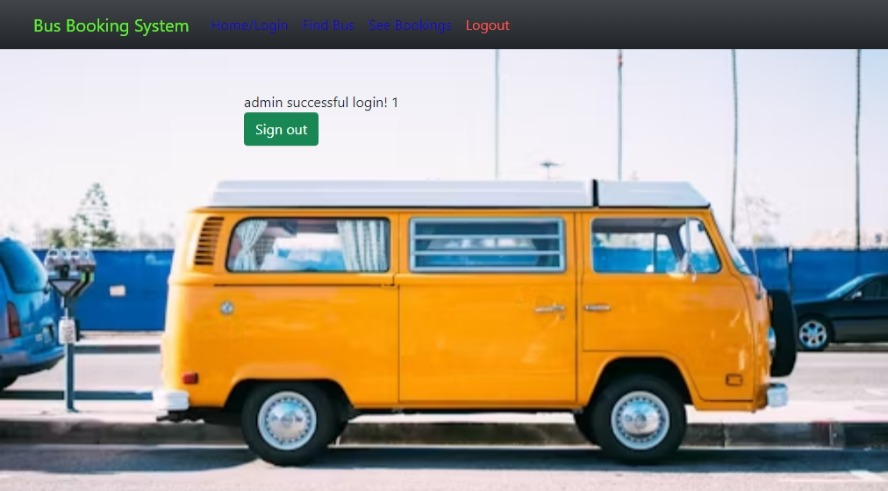 Bus Booking System Home/Login Find Bus See Bookings Logout
admin successful login! 1
Sign out